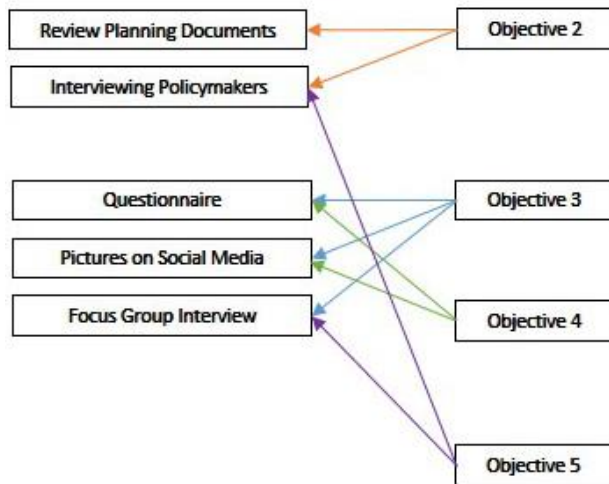 Review Planning Documents
Objective 2
Interviewing Policymakers
Questionnaire
Objective 3
Pictures on Social Media
Focus Group Interview
Objective 4
Objective 5